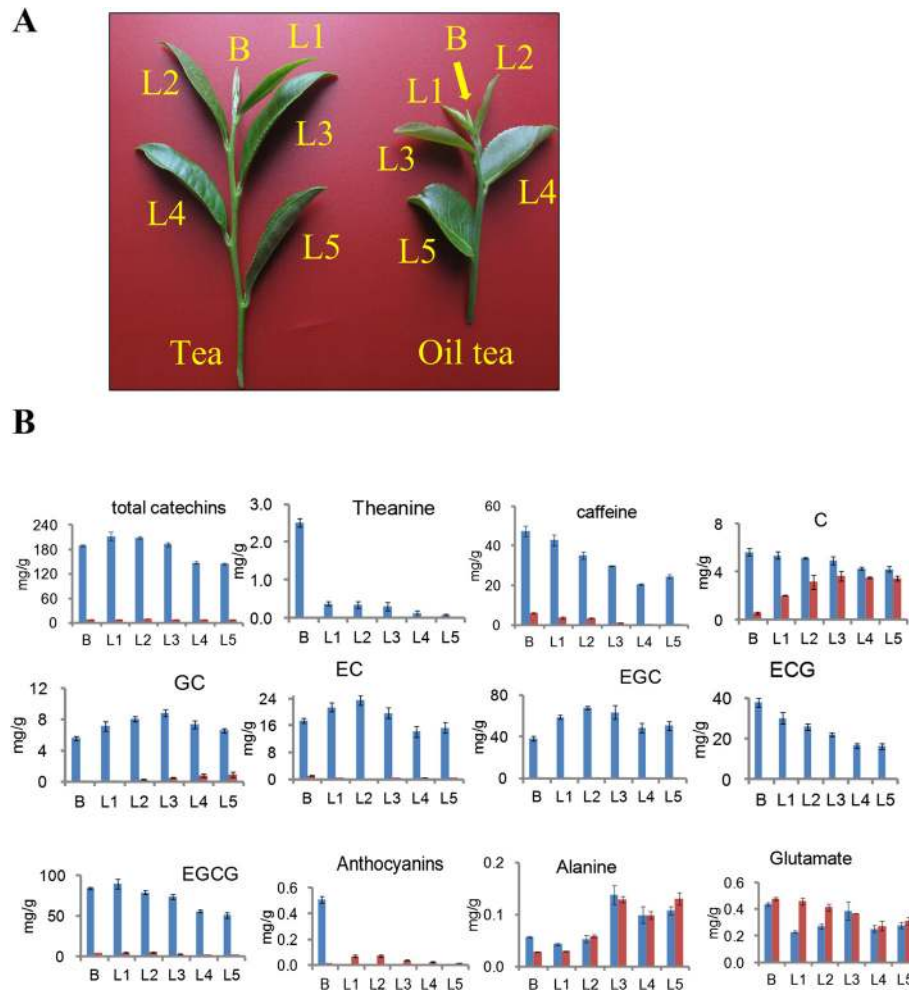 A
B L1
L2
L3
L4
L5
Tea
B
L2
L1
L3
L4
L5
Oil tea
B
total catechins
240
180
120
60
0
mg/g
B L1 L2 L3 L4 L5
Theanine
3.0
2.0
1.0
0.0
mg/g
B L1 L2 L3 L4 L5
caffeine
60
40
20
0
mg/g
B L1 L2 L3 L4 L5
C
8
4
0
mg/g
B L1 L2 L3 L4 L5
GC
12
8
4
0
mg/g
B L1 L2 L3 L4 L5
EC
24
16
8
0
mg/g
B L1 L2 L3 L4 L5
EGC
80
40
0
mg/g
B L1 L2 L3 L4 L5
ECG
40
20
0
mg/g
B L1 L2 L3 L4 L5
EGCG
100
50
0
mg/g
B L1 L2 L3 L4 L5
Anthocyanins
0.6
0.4
0.2
0.0
mg/g
B L1 L2 L3 L4 L5
Alanine
0.2
0.1
0.0
mg/g
B L1 L2 L3 L4 L5
Glutamate
0.6
0.4
0.2
0.0
mg/g
B L1 L2 L3 L4 L5